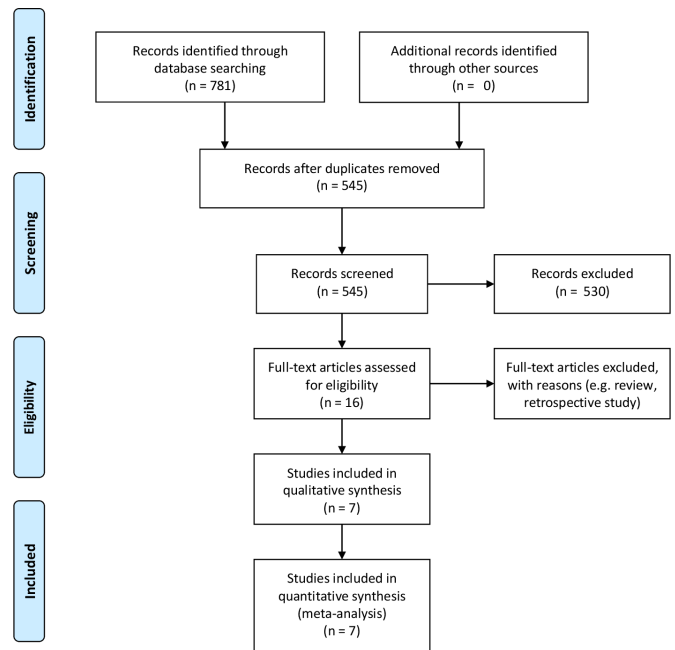 Identification
Records identified through
database searching
(n = 781)
Additional records identified
through other sources
(n = 0)
Records after duplicates removed
(n = 545)
Screening
Records screened
(n = 545)
Records excluded
(n = 530)
Eligibility
Full-text articles assessed
for eligibility
(n = 16)
Full-text articles excluded,
with reasons (e.g. review,
retrospective study)
Studies included in
qualitative synthesis
(n = 7)
Included
Studies included in
quantitative synthesis
(meta-analysis)
(n = 7)